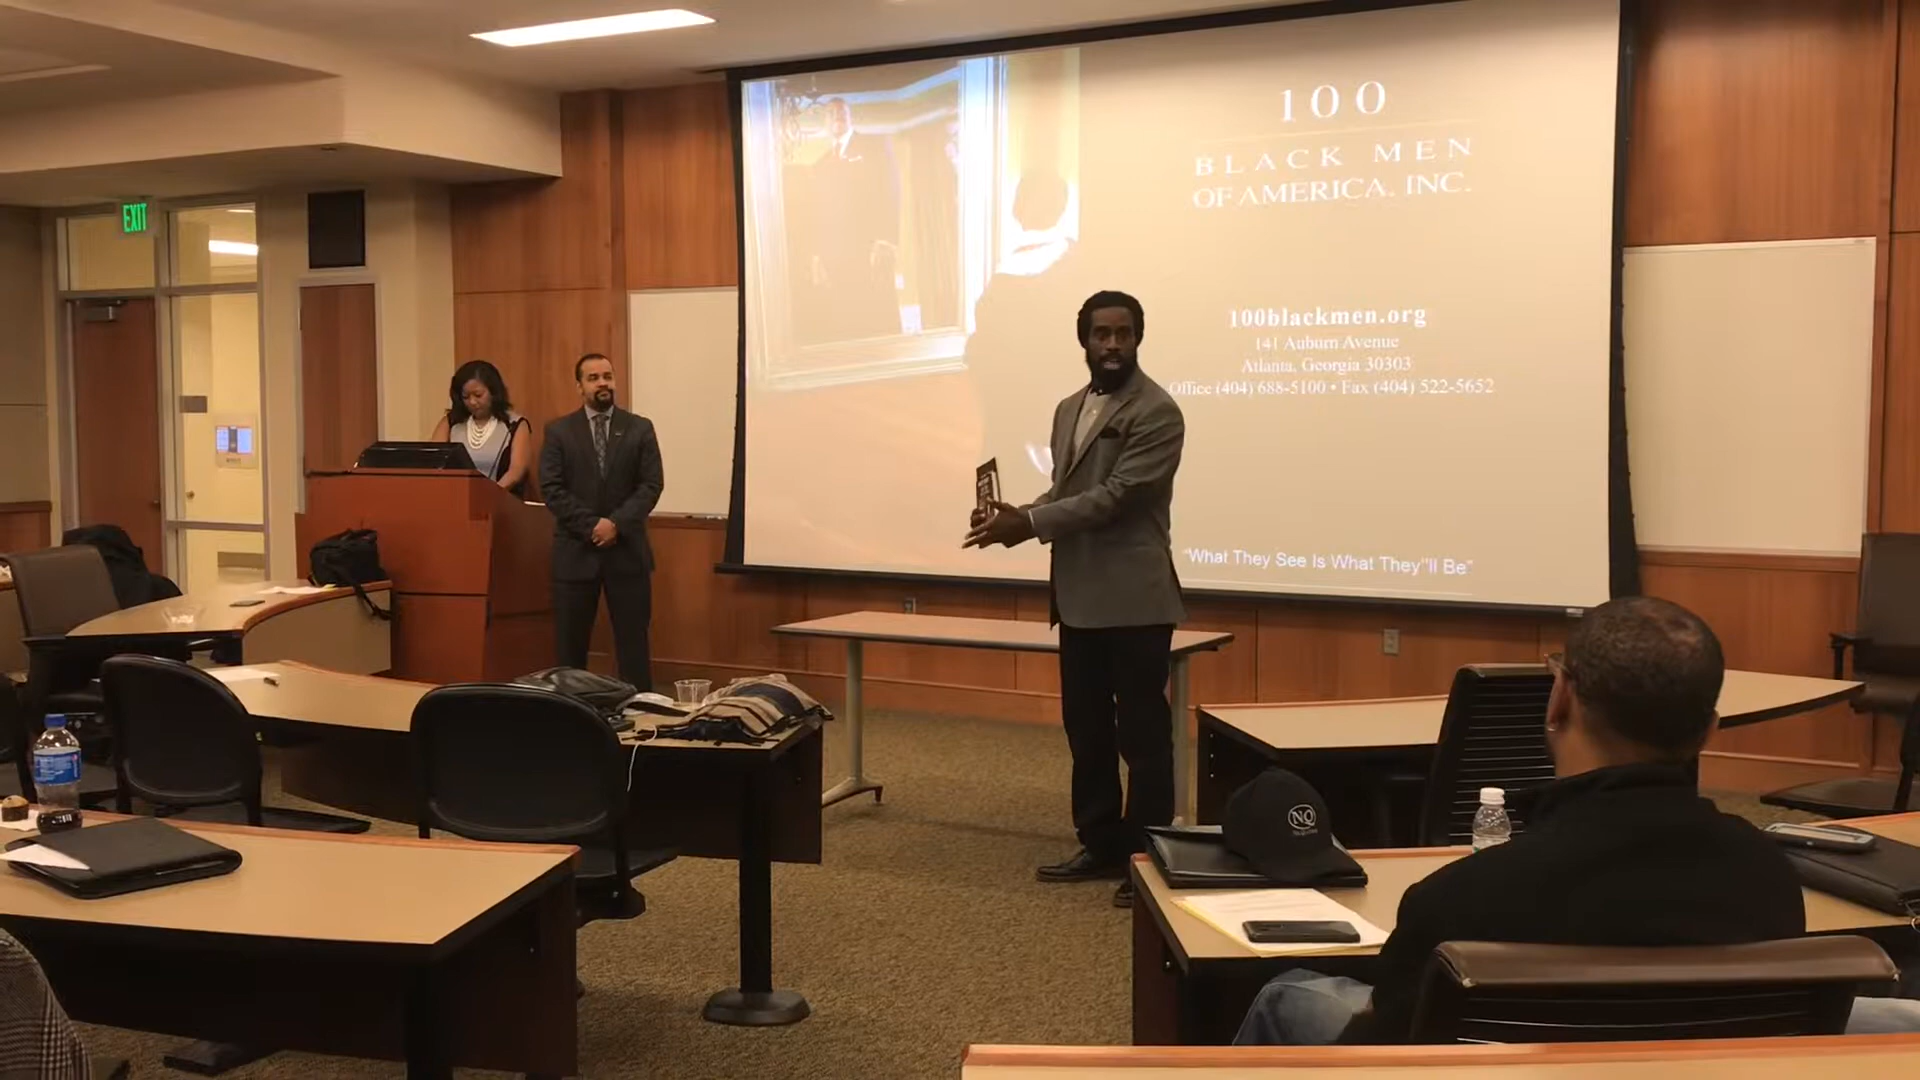 EXIT
100
BLACK MEN
OF AMERICA, INC.
100blackmen.org
141 Auburn Avenue
Atlanta, Georgia 30303
Office (404) 688-5100 • Fax (404) 522-5652
"What They See Is What They"ll Be"
NQ